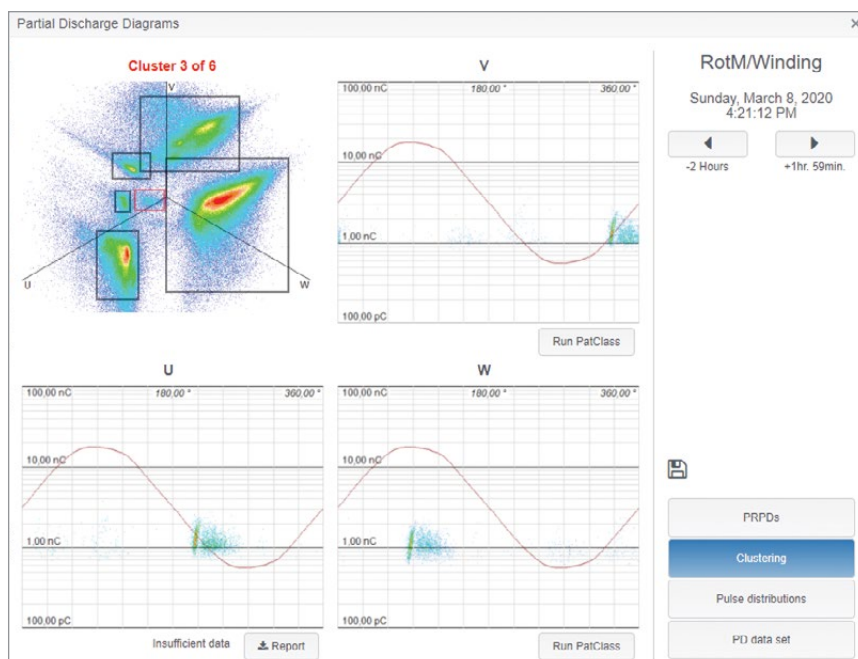 Partial Discharge Diagrams ×
Cluster 3 of 6
V
U
W
V
100,00 nC 180,00 ° 360,00 °
10,00 nC
1,00 nC
100,00 pC
Run PatClass
U
100,00 nC 180,00 ° 360,00 °
10,00 nC
1,00 nC
100,00 pC
Insufficient data Report
W
100,00 nC 180,00 ° 360,00 °
10,00 nC
1,00 nC
100,00 pC
Run PatClass
RotM/Winding
Sunday, March 8, 2020
4:21:12 PM
-2 Hours +1hr. 59min.
PRPDs
Clustering
Pulse distributions
PD data set